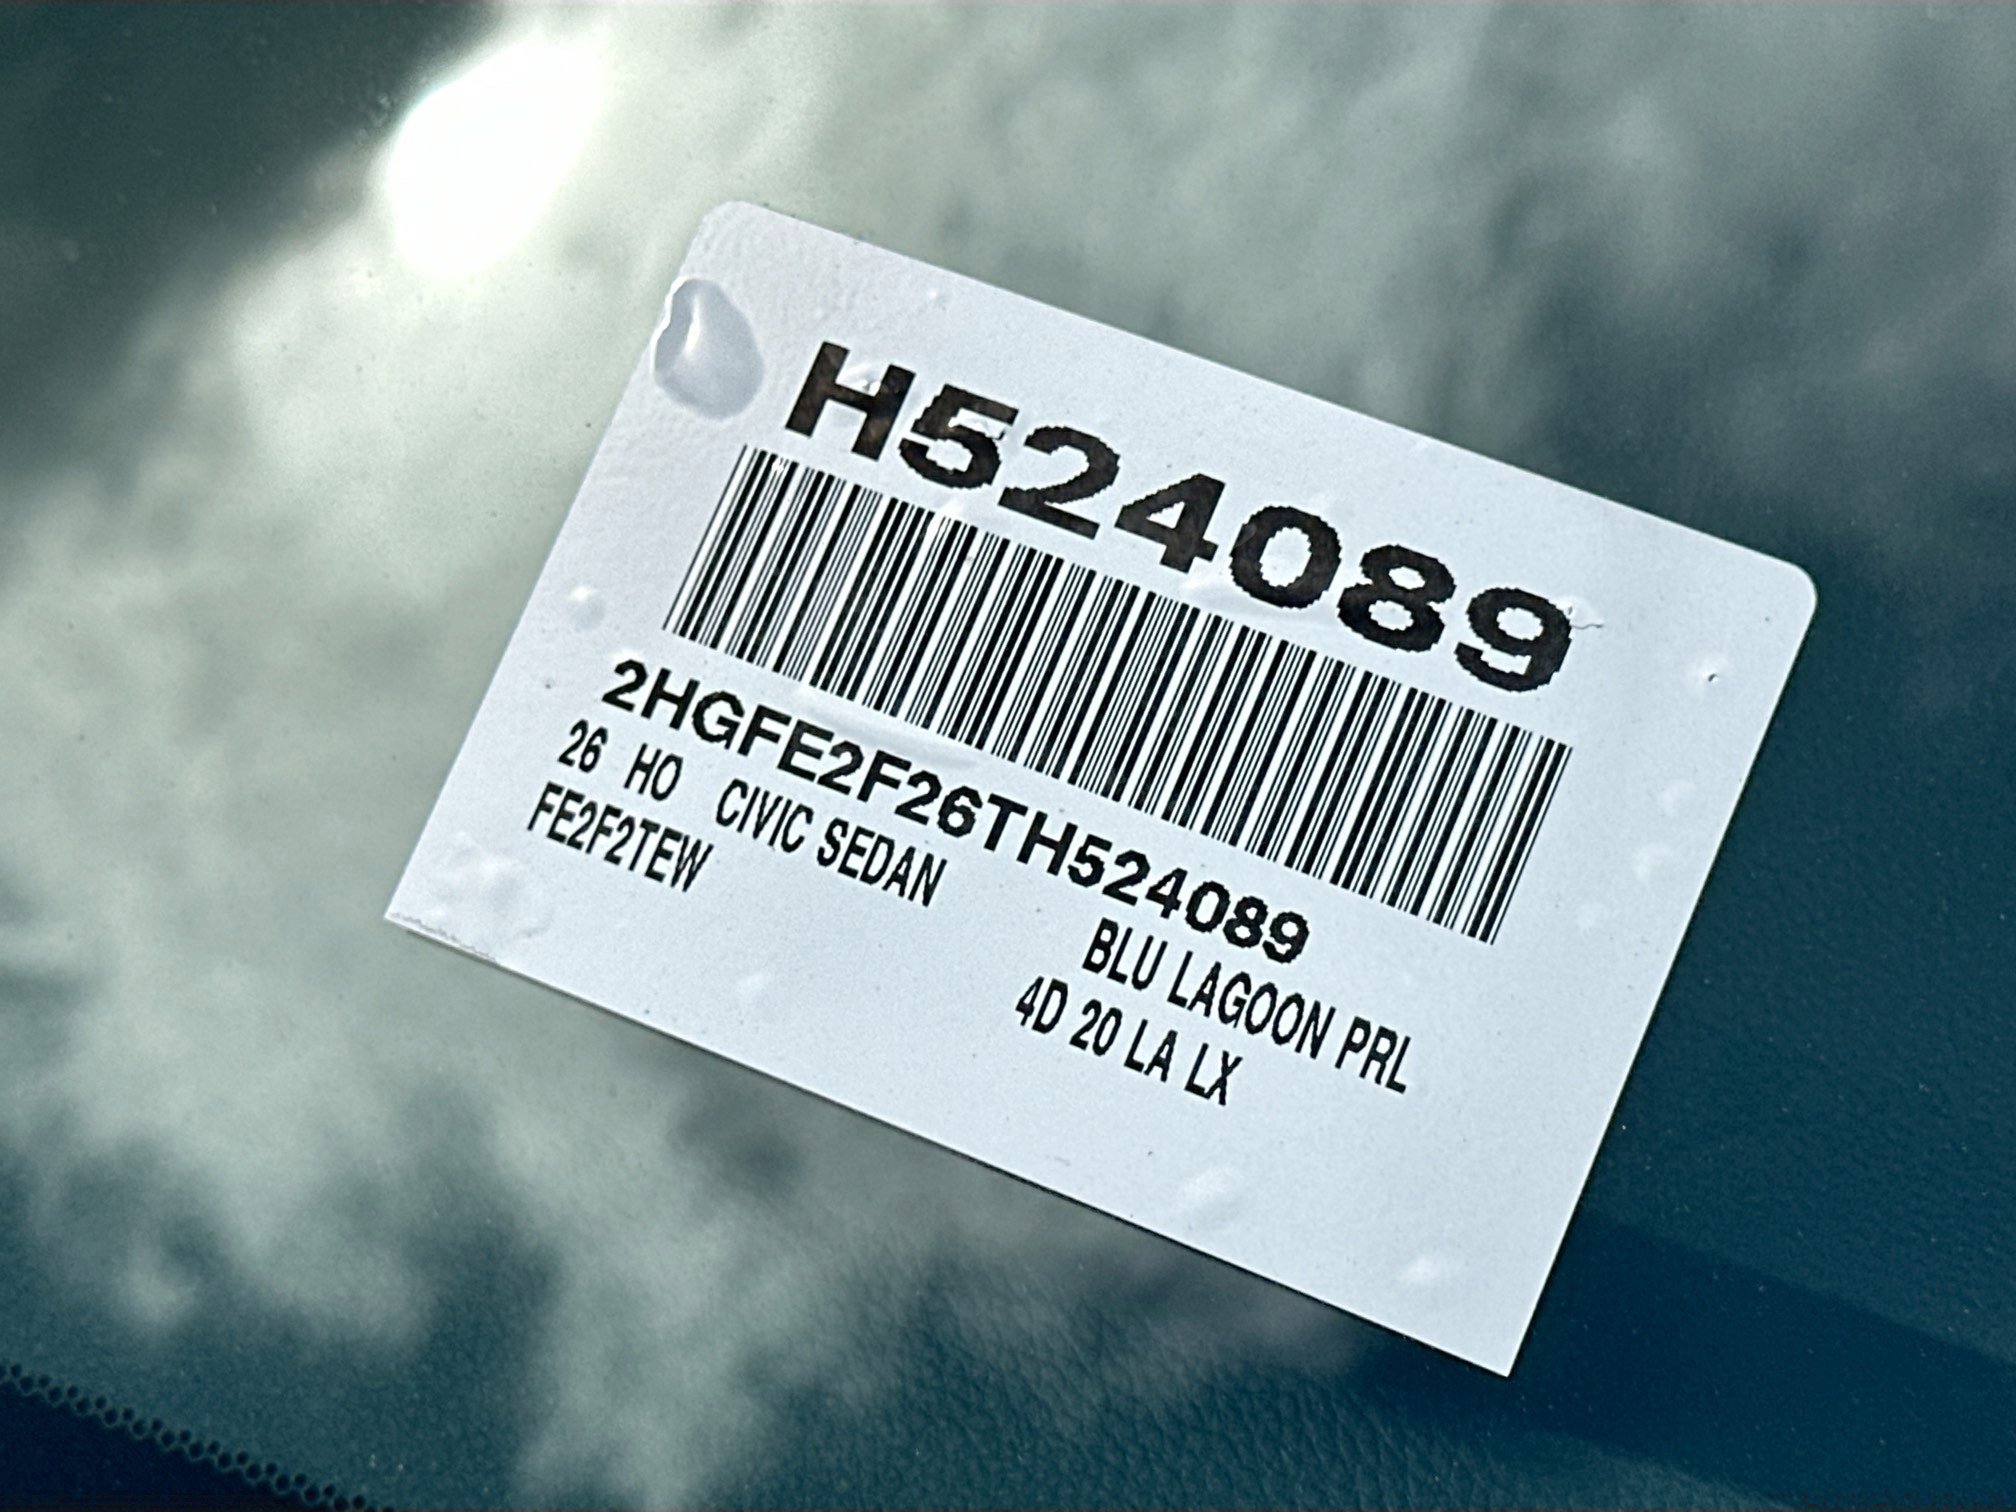 H524089
2HGFE2F26TH524089
26 HO CIVIC SEDAN BLU LAGOON PRL
FE2F2TEW 4D 20 LA LX